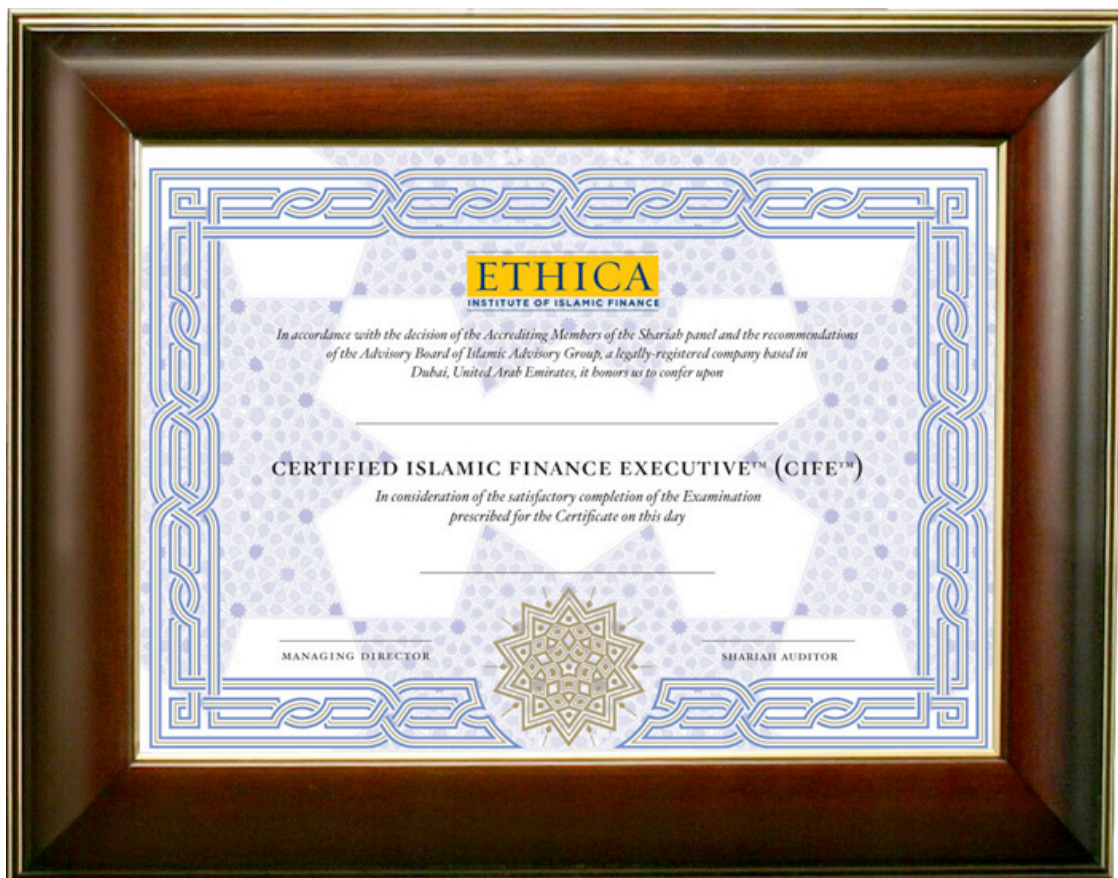 ETHICA
INSTITUTE OF ISLAMIC FINANCE
In accordance with the decision of the Accrediting Members of the Shariah panel and the recommendations
of the Advisory Board of Islamic Advisory Group, a legally-registered company based in
Dubai, United Arab Emirates, it honors us to confer upon
CERTIFIED ISLAMIC FINANCE EXECUTIVE™ (CIFE™)
In consideration of the satisfactory completion of the Examination
prescribed for the Certificate on this day
MANAGING DIRECTOR
SHARIAH AUDITOR